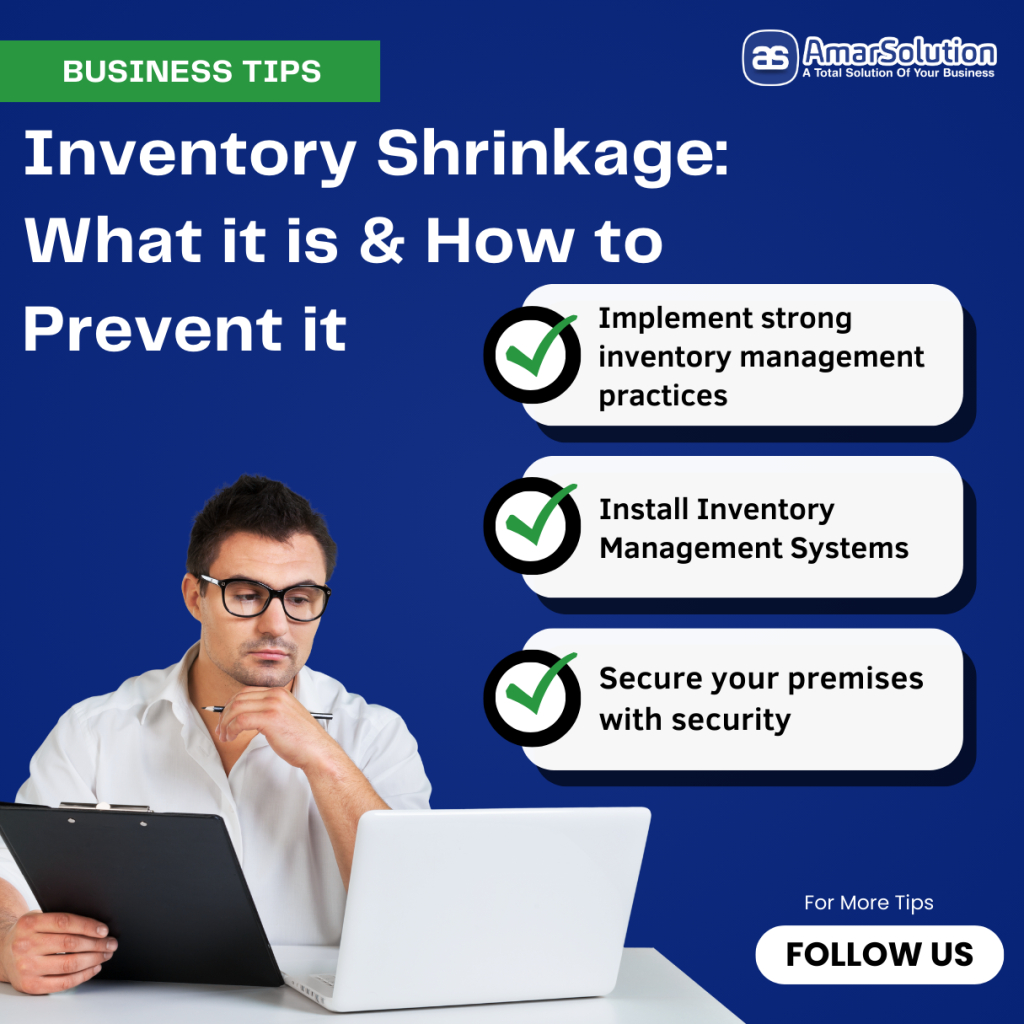 BUSINESS TIPS
as
AmarSolution
A Total Solution Of Your Business
Inventory Shrinkage:
What it is & How to
Prevent it
Implement strong
inventory management
practices
Install Inventory
Management Systems
Secure your premises
with security
For More Tips
FOLLOW US